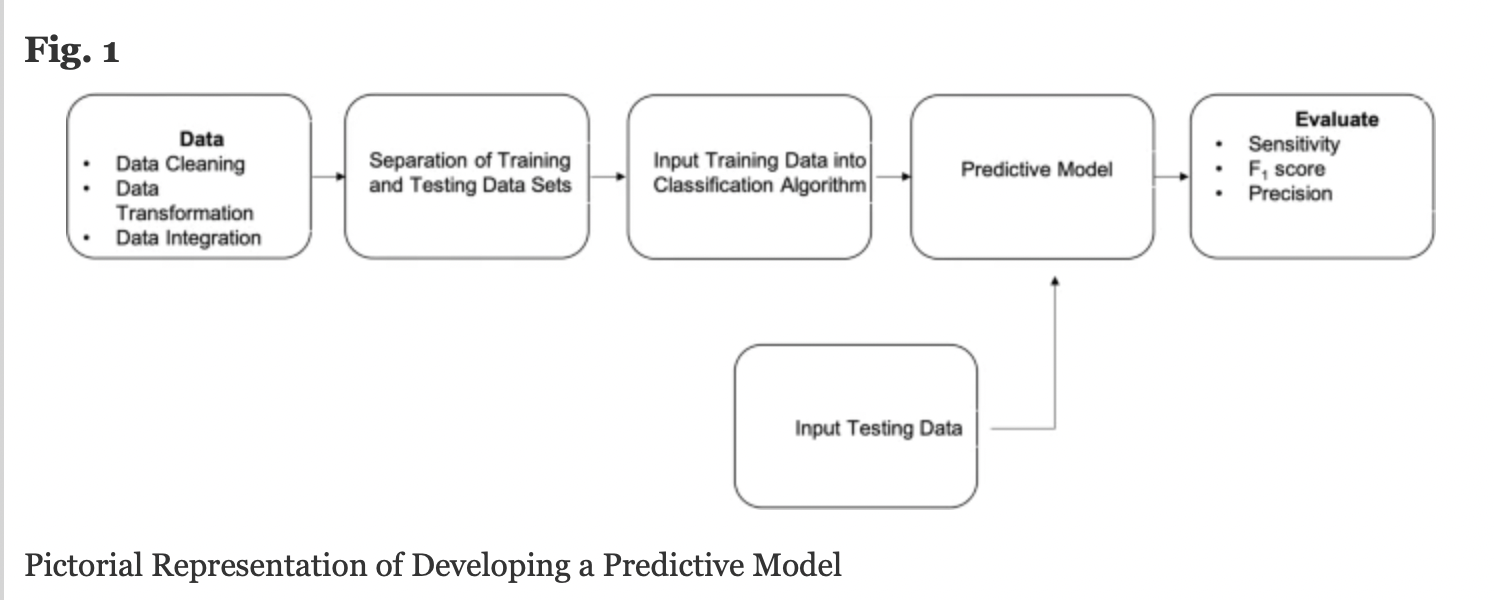 Fig. 1
Data
• Data Cleaning
• Data
Transformation
• Data Integration
Separation of Training
and Testing Data Sets
Input Training Data into
Classification Algorithm
Predictive Model
Evaluate
• Sensitivity
• F₁ score
• Precision
Input Testing Data
Pictorial Representation of Developing a Predictive Model